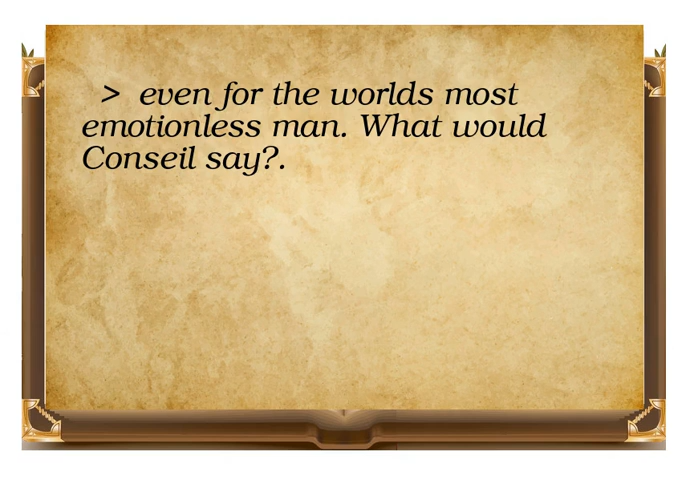 > even for the worlds most
emotionless man. What would
Conseil say?.